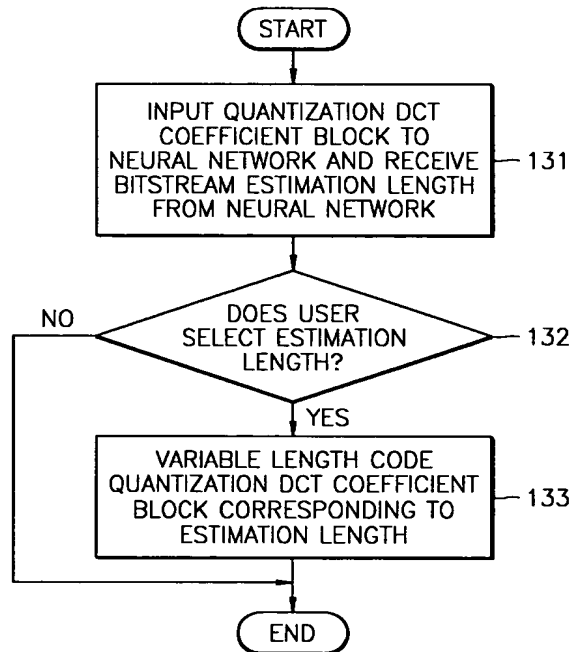 START
INPUT QUANTIZATION DCT
COEFFICIENT BLOCK TO
NEURAL NETWORK AND RECEIVE
BITSTREAM ESTIMATION LENGTH
FROM NEURAL NETWORK
131
DOES USER
SELECT ESTIMATION
LENGTH?
132
NO
YES
VARIABLE LENGTH CODE
QUANTIZATION DCT COEFFICIENT
BLOCK CORRESPONDING TO
ESTIMATION LENGTH
133
END